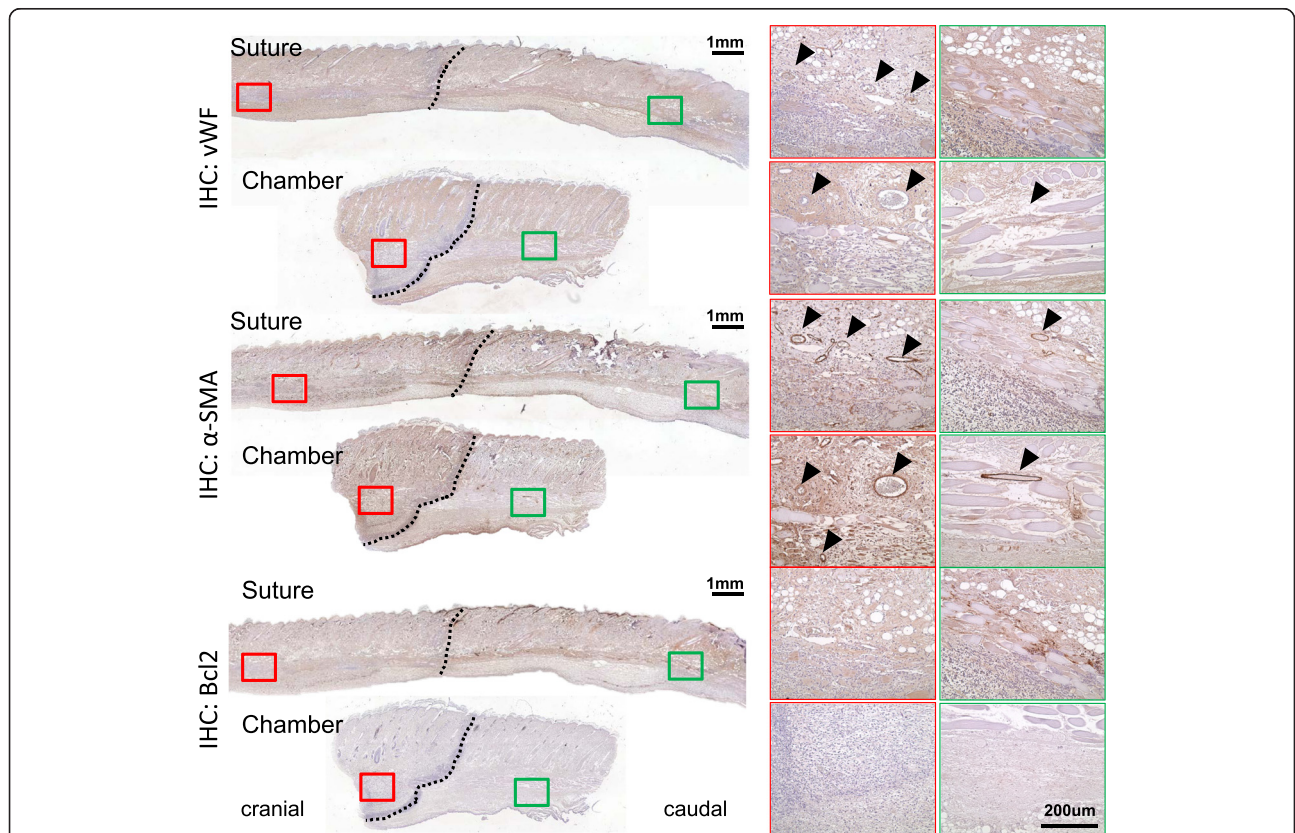 Suture
1mm
IHC: vWF
Chamber
Suture
1mm
IHC: α-SMA
Chamber
Suture
1mm
IHC: Bcl2
Chamber
cranial
caudal
200um